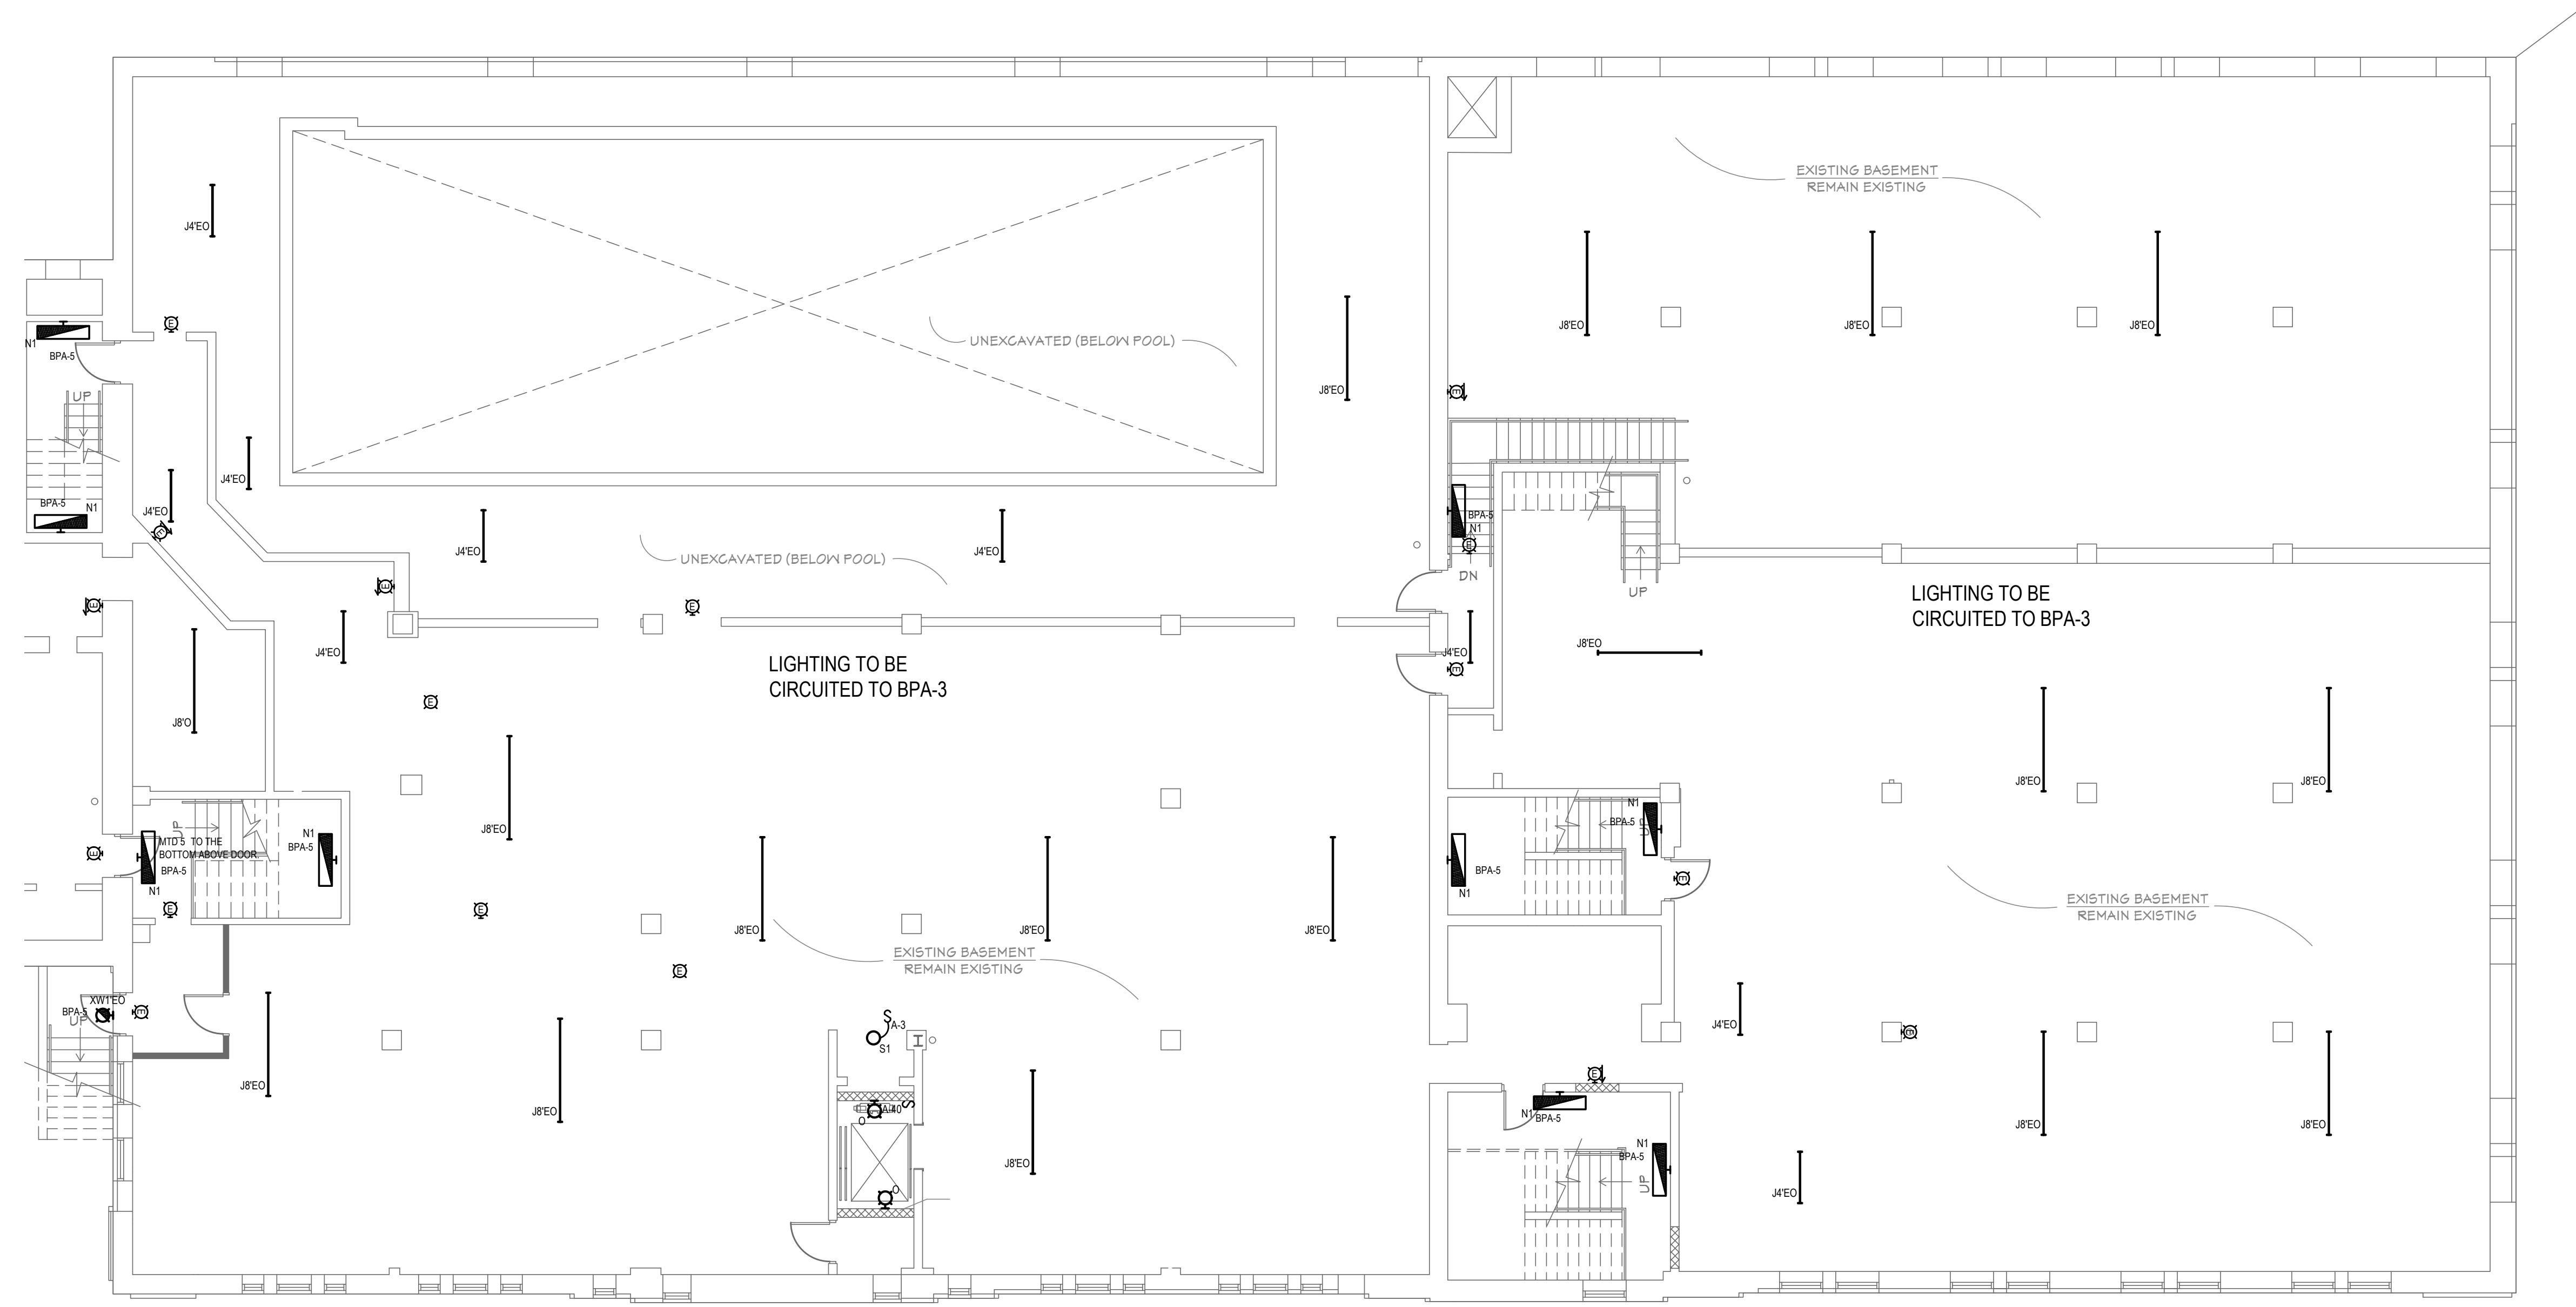 EXISTING BASEMENT
REMAIN EXISTING
J4'EO
E
J8'EO
J8'EO
J8'EO
N1
BPA-5
UNEXCAVATED (BELOW POOL)
J8'EO
UP
E
J4'EO
BPA-5
N1
J4'EO
E
BPA-5
N1
E
J4'EO
J4'EO
UNEXCAVATED (BELOW POOL)
DN
UP
E
E
E
LIGHTING TO BE
CIRCUITED TO BPA-3
J4'EO
LIGHTING TO BE
CIRCUITED TO BPA-3
J4'EO
J8'EO
E
J8'O
E
J8'EO
J8'EO
J8'EO
UP
MTD 5 TO THE
BOTTOM ABOVE DOOR.
BPA-5
N1
N1
BPA-5
E
N1
BPA-5
UP
BPA-5
N1
E
E
E
J8'EO
J8'EO
J8'EO
EXISTING BASEMENT
REMAIN EXISTING
EXISTING BASEMENT
REMAIN EXISTING
E
XW1'EO
BPA-5
UP
E
S
A-3
S1
J4'EO
E
J8'EO
J8'EO
E
A-40
S
O
N1
BPA-5
J8'EO
J8'EO
J8'EO
N1
BPA-5
UP
O
J4'EO